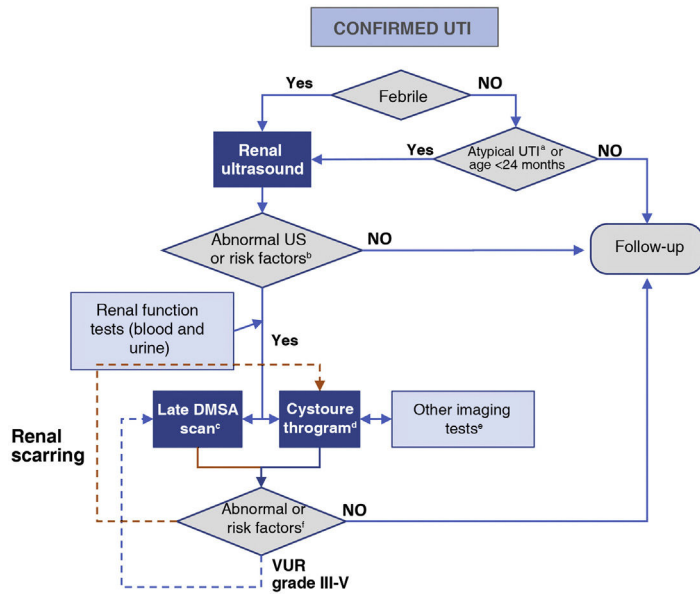 CONFIRMED UTI
Yes
Febrile
NO
Renal
ultrasound
Yes
Atypical UTIᵃ or
age <24 months
NO
Abnormal US
or risk factorsᵇ
NO
Follow-up
Renal function
tests (blood and
urine)
Yes
Renal
scarring
Late DMSA
scanᶜ
Cystoure
throgramᵈ
Other imaging
testsᵉ
Abnormal or
risk factorsᶠ
NO
VUR
grade III-V